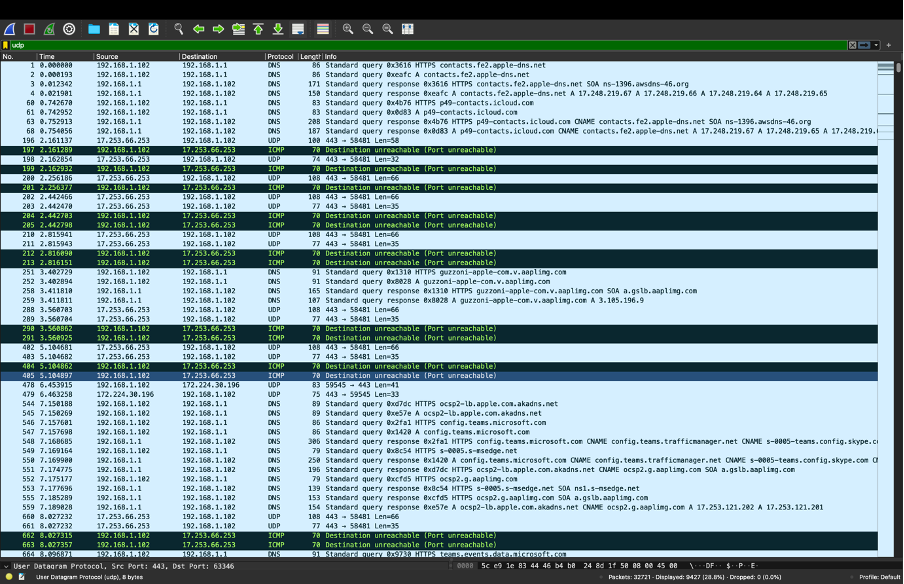 udp
No. Time Source Destination Protocol Length Info
1 0.000000 192.168.1.102 192.168.1.1 DNS 86 Standard query 0x3616 HTTPS contacts.fe2.apple-dns.net
2 0.000193 192.168.1.102 192.168.1.1 DNS 86 Standard query 0xeafc A contacts.fe2.apple-dns.net
3 0.012342 192.168.1.1 192.168.1.102 DNS 171 Standard query response 0x3616 HTTPS contacts.fe2.apple-dns.net SOA ns-1396.awsdns-46.org
4 0.021981 192.168.1.1 192.168.1.102 DNS 150 Standard query response 0xeafc A contacts.fe2.apple-dns.net A 17.248.219.67 A 17.248.219.66 A 17.248.219.64 A 17.248.219.65
60 0.742670 192.168.1.102 192.168.1.1 DNS 83 Standard query 0x4b76 HTTPS p49-contacts.icloud.com
61 0.742952 192.168.1.102 192.168.1.1 DNS 83 Standard query 0x0d83 A p49-contacts.icloud.com
63 0.752913 192.168.1.1 192.168.1.102 DNS 208 Standard query response 0x4b76 HTTPS p49-contacts.icloud.com CNAME contacts.fe2.apple-dns.net SOA ns-1396.awsdns-46.org
68 0.754056 192.168.1.1 192.168.1.102 DNS 187 Standard query response 0x0d83 A p49-contacts.icloud.com CNAME contacts.fe2.apple-dns.net A 17.248.219.67 A 17.248.219.65 A 17.248.219.
196 2.161137 17.253.66.253 192.168.1.102 UDP 100 443 → 58481 Len=58
197 2.161289 192.168.1.102 17.253.66.253 ICMP 70 Destination unreachable (Port unreachable)
198 2.162854 17.253.66.253 192.168.1.102 UDP 74 443 → 58481 Len=32
199 2.162932 192.168.1.102 17.253.66.253 ICMP 70 Destination unreachable (Port unreachable)
200 2.256186 17.253.66.253 192.168.1.102 UDP 108 443 → 58481 Len=66
201 2.256377 192.168.1.102 17.253.66.253 ICMP 70 Destination unreachable (Port unreachable)
202 2.442466 17.253.66.253 192.168.1.102 UDP 108 443 → 58481 Len=66
203 2.442470 17.253.66.253 192.168.1.102 UDP 77 443 → 58481 Len=35
204 2.442703 192.168.1.102 17.253.66.253 ICMP 70 Destination unreachable (Port unreachable)
205 2.442798 192.168.1.102 17.253.66.253 ICMP 70 Destination unreachable (Port unreachable)
210 2.815941 17.253.66.253 192.168.1.102 UDP 108 443 → 58481 Len=66
211 2.815943 17.253.66.253 192.168.1.102 UDP 77 443 → 58481 Len=35
212 2.816090 192.168.1.102 17.253.66.253 ICMP 70 Destination unreachable (Port unreachable)
213 2.816151 192.168.1.102 17.253.66.253 ICMP 70 Destination unreachable (Port unreachable)
251 3.402729 192.168.1.102 192.168.1.1 DNS 91 Standard query 0x1310 HTTPS guzzoni-apple-com.v.aaplimg.com
252 3.402894 192.168.1.102 192.168.1.1 DNS 91 Standard query 0x8028 A guzzoni-apple-com.v.aaplimg.com
258 3.411810 192.168.1.1 192.168.1.102 DNS 165 Standard query response 0x1310 HTTPS guzzoni-apple-com.v.aaplimg.com SOA a.gslb.aaplimg.com
259 3.411811 192.168.1.1 192.168.1.102 DNS 107 Standard query response 0x8028 A guzzoni-apple-com.v.aaplimg.com A 3.105.196.9
288 3.560703 17.253.66.253 192.168.1.102 UDP 108 443 → 58481 Len=66
289 3.560704 17.253.66.253 192.168.1.102 UDP 77 443 → 58481 Len=35
290 3.560862 192.168.1.102 17.253.66.253 ICMP 70 Destination unreachable (Port unreachable)
291 3.560925 192.168.1.102 17.253.66.253 ICMP 70 Destination unreachable (Port unreachable)
402 5.104681 17.253.66.253 192.168.1.102 UDP 108 443 → 58481 Len=66
403 5.104682 17.253.66.253 192.168.1.102 UDP 77 443 → 58481 Len=35
404 5.104862 192.168.1.102 17.253.66.253 ICMP 70 Destination unreachable (Port unreachable)
405 5.104897 192.168.1.102 17.253.66.253 ICMP 70 Destination unreachable (Port unreachable)
478 6.453915 192.168.1.102 172.224.30.196 UDP 83 59545 → 443 Len=41
479 6.463258 172.224.30.196 192.168.1.102 UDP 75 443 → 59545 Len=33
544 7.150188 192.168.1.102 192.168.1.1 DNS 89 Standard query 0xd7dc HTTPS ocsp2-lb.apple.com.akadns.net
545 7.150269 192.168.1.102 192.168.1.1 DNS 89 Standard query 0xe57e A ocsp2-lb.apple.com.akadns.net
546 7.157601 192.168.1.102 192.168.1.1 DNS 86 Standard query 0x2fa1 HTTPS config.teams.microsoft.com
547 7.157698 192.168.1.102 192.168.1.1 DNS 86 Standard query 0x1420 A config.teams.microsoft.com
548 7.168685 192.168.1.1 192.168.1.102 DNS 306 Standard query response 0x2fa1 HTTPS config.teams.microsoft.com CNAME config.teams.trafficmanager.net CNAME s-0005-teams.config.skype.c
549 7.169164 192.168.1.102 192.168.1.1 DNS 79 Standard query 0x8c54 HTTPS s-0005.s-msedge.net
550 7.169900 192.168.1.1 192.168.1.102 DNS 250 Standard query response 0x1420 A config.teams.microsoft.com CNAME config.teams.trafficmanager.net CNAME s-0005-teams.config.skype.com CN
551 7.174775 192.168.1.1 192.168.1.102 DNS 196 Standard query response 0xd7dc HTTPS ocsp2-lb.apple.com.akadns.net CNAME ocsp2.g.aaplimg.com SOA a.gslb.aaplimg.com
552 7.175177 192.168.1.102 192.168.1.1 DNS 79 Standard query 0xcfd5 HTTPS ocsp2.g.aaplimg.com
553 7.177696 192.168.1.1 192.168.1.102 DNS 139 Standard query response 0x8c54 HTTPS s-0005.s-msedge.net SOA ns1.s-msedge.net
555 7.185289 192.168.1.1 192.168.1.102 DNS 153 Standard query response 0xcfd5 HTTPS ocsp2.g.aaplimg.com SOA a.gslb.aaplimg.com
559 7.189028 192.168.1.1 192.168.1.102 DNS 154 Standard query response 0xe57e A ocsp2-lb.apple.com.akadns.net CNAME ocsp2.g.aaplimg.com A 17.253.121.202 A 17.253.121.201
660 8.027232 17.253.66.253 192.168.1.102 UDP 108 443 → 58481 Len=66
661 8.027232 17.253.66.253 192.168.1.102 UDP 77 443 → 58481 Len=35
662 8.027315 192.168.1.102 17.253.66.253 ICMP 70 Destination unreachable (Port unreachable)
663 8.027357 192.168.1.102 17.253.66.253 ICMP 70 Destination unreachable (Port unreachable)
664 8.096871 192.168.1.102 192.168.1.1 DNS 91 Standard query 0x9730 HTTPS teams.events.data.microsoft.com
User Datagram Protocol, Src Port: 443, Dst Port: 63346
0000 5c e9 1e 83 44 46 b4 b0 24 8d 1f 50 08 00 45 00 \···DF·· $··P··E·
User Datagram Protocol (udp), 8 bytes
Packets: 32721 · Displayed: 9427 (28.8%) · Dropped: 0 (0.0%)
Profile: Default